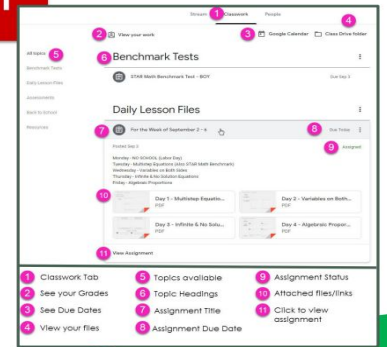 Stream 1 Classwork People
4
2 View your work 3 Google Calendar Class Drive folder
All topics 5
Benchmark Tests
Daily Lesson Files
Assessments
Back to School
Resources
6 Benchmark Tests
STAR Math Benchmark Test - BOY Due Sep 3
Daily Lesson Files
7 For the Week of September 2 - 6 8 Due Today
Posted Sep 2 9 Assigned
Monday - NO SCHOOL (Labor Day)
Tuesday - Multistep Equations (Also STAR Math Benchmark)
Wednesday - Variables on Both Sides
Thursday - Infinite & No Solution Equations
Friday - Algebraic Proportions
10 Day 1 - Multistep Equatio... Day 2 - Variables on Both...
PDF PDF
Day 3 - Infinite & No Solu... Day 4 - Algebraic Propor...
PDF PDF
11 View Assignment
1 Classwork Tab 5 Topics available 9 Assignment Status
2 See your Grades 6 Topic Headings 10 Attached files/links
3 See Due Dates 7 Assignment Title 11 Click to view
4 View your files 8 Assignment Due Date assignment